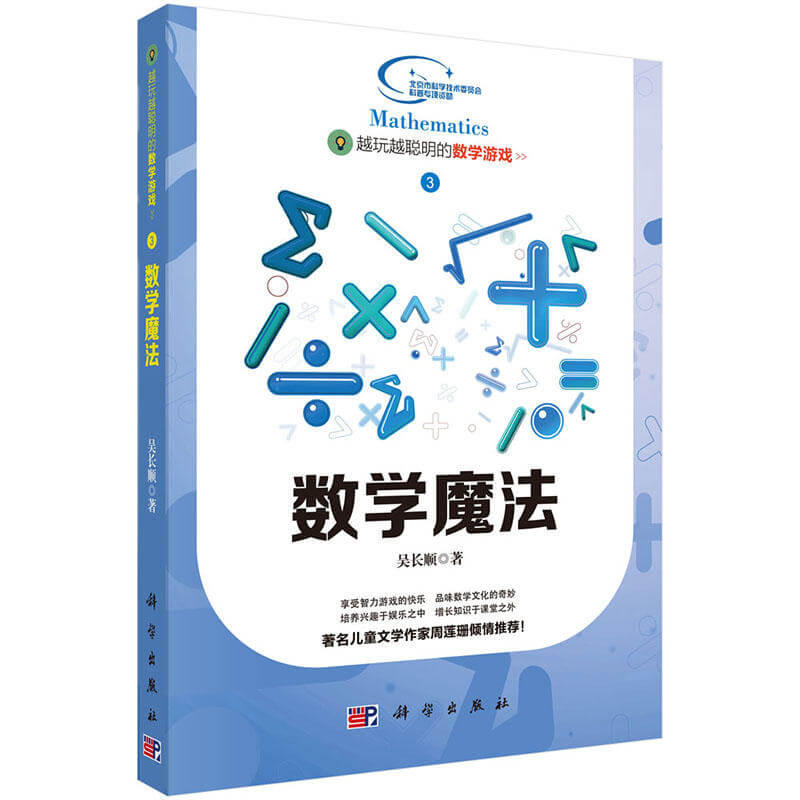 越玩越聪明的数学游戏>>
3
数学魔法
吴长顺◎著
科学出版社
北京市科学技术委员会
科普专项资助
Mathematics
越玩越聪明的数学游戏>>
3
数学魔法
吴长顺◎著
享受智力游戏的快乐 品味数学文化的奇妙
培养兴趣于娱乐之中 增长知识于课堂之外
著名儿童文学作家周莲珊倾情推荐!
科学出版社